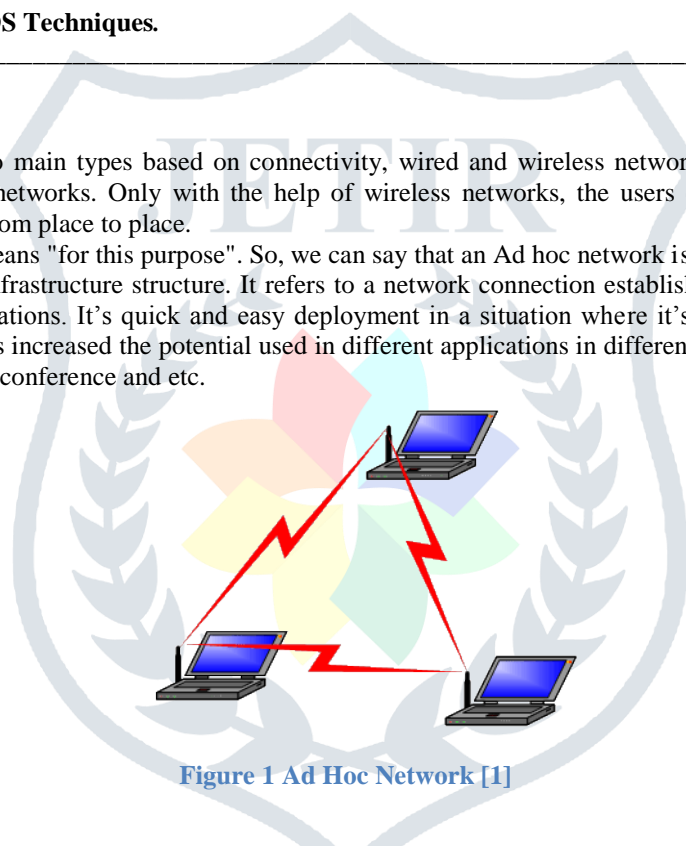 OS Techniques.
JETIR
main types based on connectivity, wired and wireless networ
networks. Only with the help of wireless networks, the users
om place to place.
eans "for this purpose". So, we can say that an Ad hoc network is
frastructure structure. It refers to a network connection establis
ations. It’s quick and easy deployment in a situation where it’s
s increased the potential used in different applications in differen
conference and etc.
Figure 1 Ad Hoc Network [1]